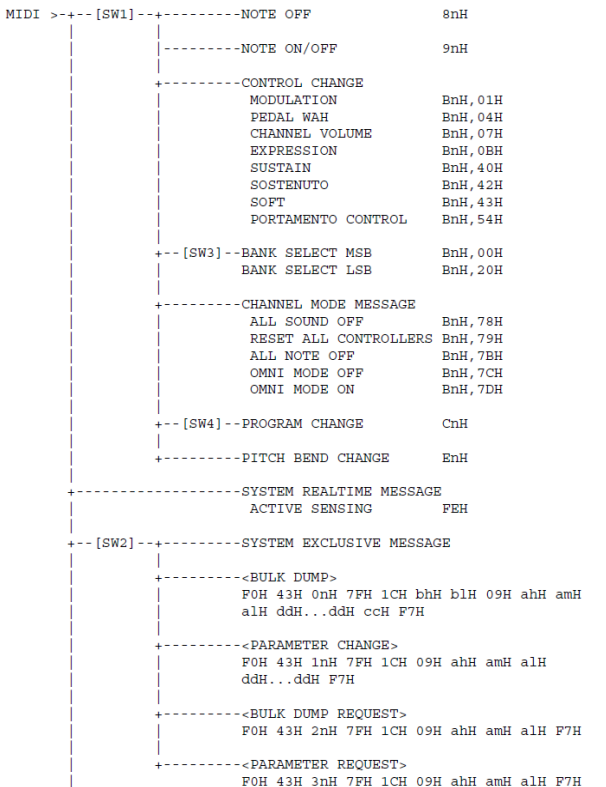 MIDI >-+--[SW1]--+---------NOTE OFF 8nH
|---------NOTE ON/OFF 9nH
+---------CONTROL CHANGE
MODULATION BnH,01H
PEDAL WAH BnH,04H
CHANNEL VOLUME BnH,07H
EXPRESSION BnH,0BH
SUSTAIN BnH,40H
SOSTENUTO BnH,42H
SOFT BnH,43H
PORTAMENTO CONTROL BnH,54H
+--[SW3]--BANK SELECT MSB BnH,00H
BANK SELECT LSB BnH,20H
+---------CHANNEL MODE MESSAGE
ALL SOUND OFF BnH,78H
RESET ALL CONTROLLERS BnH,79H
ALL NOTE OFF BnH,7BH
OMNI MODE OFF BnH,7CH
OMNI MODE ON BnH,7DH
+--[SW4]--PROGRAM CHANGE CnH
+---------PITCH BEND CHANGE EnH
+-------------------SYSTEM REALTIME MESSAGE
ACTIVE SENSING FEH
+--[SW2]--+---------SYSTEM EXCLUSIVE MESSAGE
+---------<BULK DUMP>
F0H 43H 0nH 7FH 1CH bhH blH 09H ahH amH
alH ddH...ddH ccH F7H
+---------<PARAMETER CHANGE>
F0H 43H 1nH 7FH 1CH 09H ahH amH alH
ddH...ddH F7H
+---------<BULK DUMP REQUEST>
F0H 43H 2nH 7FH 1CH 09H ahH amH alH F7H
+---------<PARAMETER REQUEST>
F0H 43H 3nH 7FH 1CH 09H ahH amH alH F7H